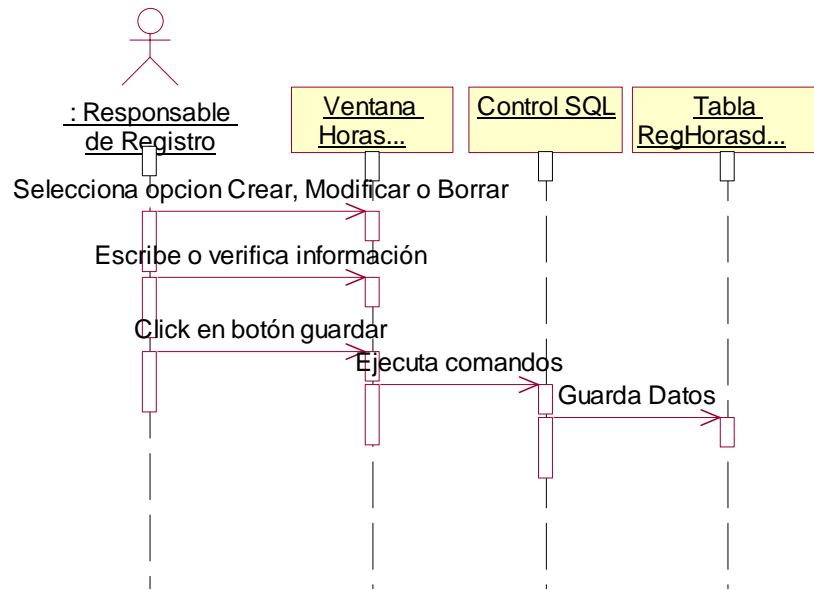 : Responsable
de Registro
Ventana
Horas...
Control SQL
Tabla
RegHorasd...
Selecciona opcion Crear, Modificar o Borrar
Escribe o verifica información
Click en botón guardar
Ejecuta comandos
Guarda Datos